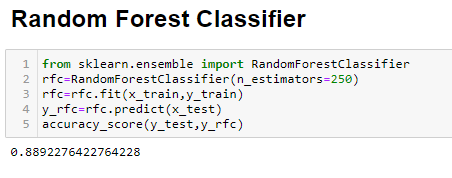 Random Forest Classifier
1 from sklearn.ensemble import RandomForestClassifier
2 rfc=RandomForestClassifier(n_estimators=250)
3 rfc=rfc.fit(x_train,y_train)
4 y_rfc=rfc.predict(x_test)
5 accuracy_score(y_test,y_rfc)
0.8892276422764228